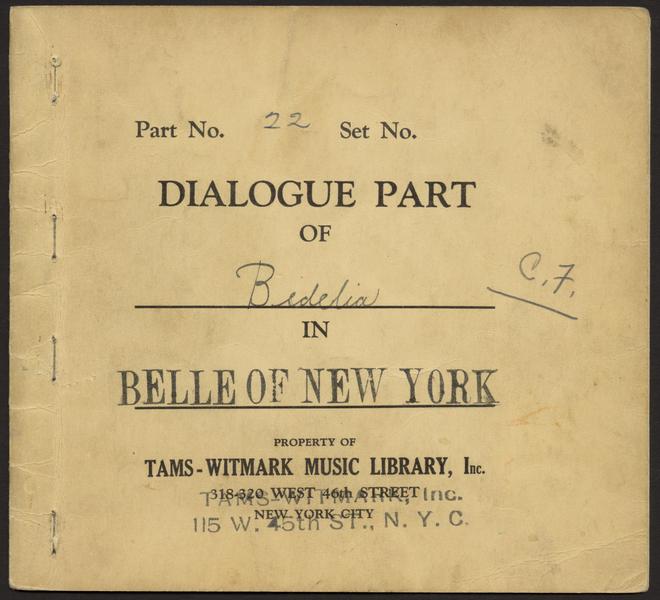 Part No. 22 Set No.
DIALOGUE PART
OF
Bedelia
C.F.
IN
BELLE OF NEW YORK
PROPERTY OF
TAMS-WITMARK MUSIC LIBRARY, Inc.
318-320 WEST 46th STREET
TAMS-WITMARK, Inc.
NEW YORK CITY
115 W. 45th ST., N. Y. C.